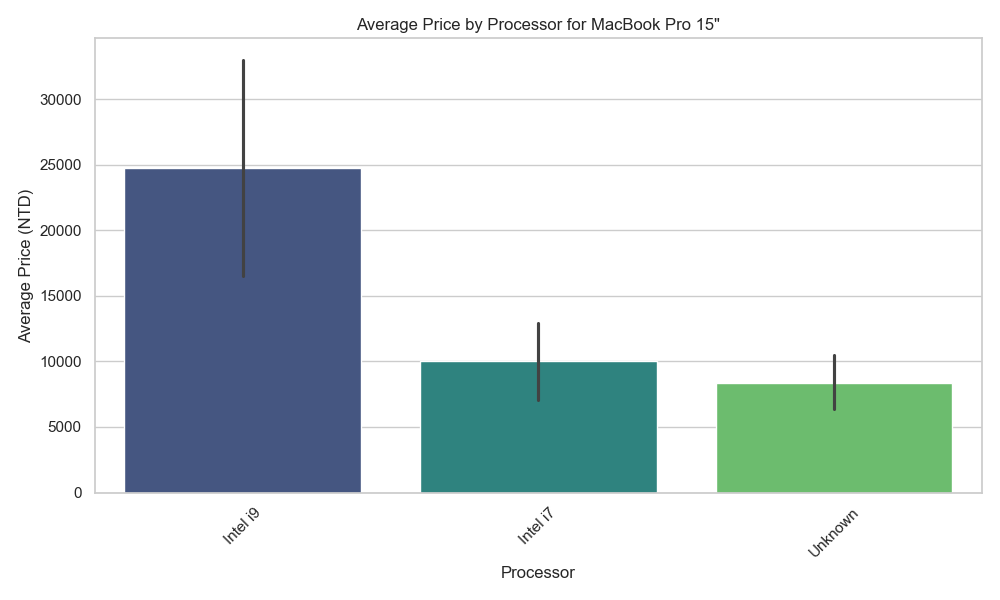 Average Price by Processor for MacBook Pro 15"
Average Price (NTD)
30000
25000
20000
15000
10000
5000
0
Intel i9
Intel i7
Unknown
Processor